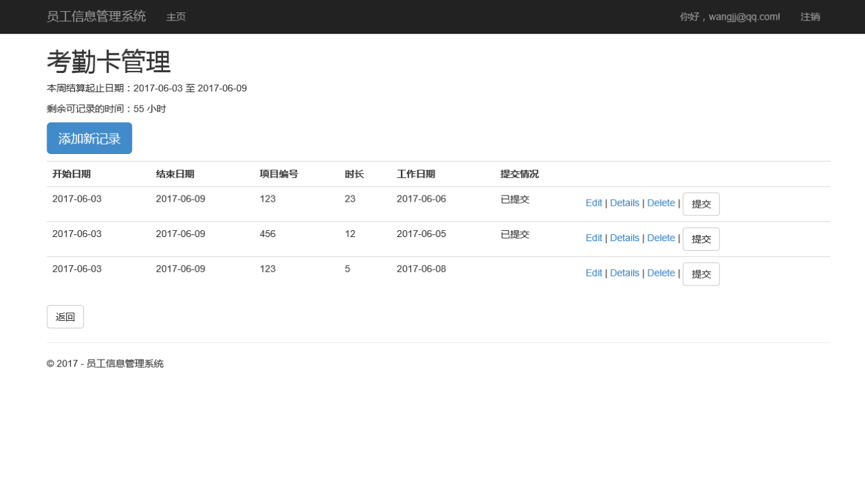 员工信息管理系统 主页 你好，wangjj@qq.com! 注销
考勤卡管理
本周结算起止日期：2017-06-03 至 2017-06-09
剩余可记录的时间：55 小时
添加新记录
开始日期 结束日期 项目编号 时长 工作日期 提交情况
2017-06-03 2017-06-09 123 23 2017-06-06 已提交 Edit | Details | Delete | 提交
2017-06-03 2017-06-09 456 12 2017-06-05 已提交 Edit | Details | Delete | 提交
2017-06-03 2017-06-09 123 5 2017-06-08 Edit | Details | Delete | 提交
返回
© 2017 - 员工信息管理系统